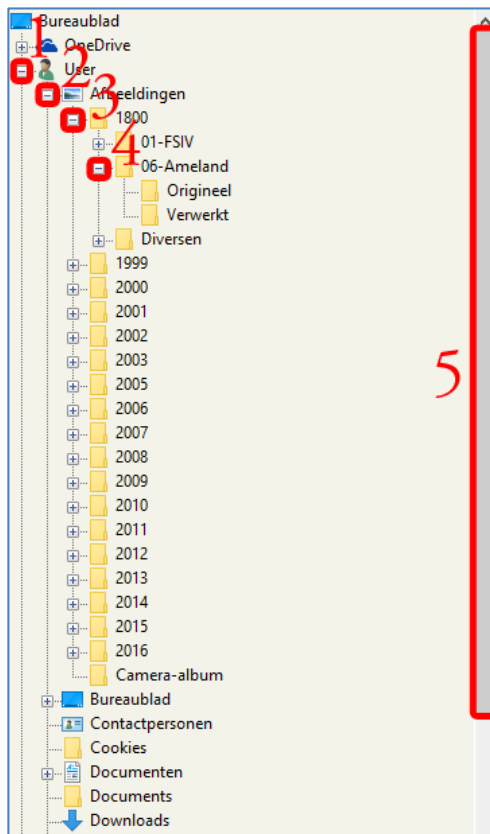 Bureaublad
1
OneDrive
2
User
3
Afbeeldingen
1800
4
01-FSIV
06-Ameland
Origineel
Verwerkt
Diversen
1999
2000
2001
2002
2003
5
2005
2006
2007
2008
2009
2010
2011
2012
2013
2014
2015
2016
Camera-album
Bureaublad
Contactpersonen
Cookies
Documenten
Documents
Downloads